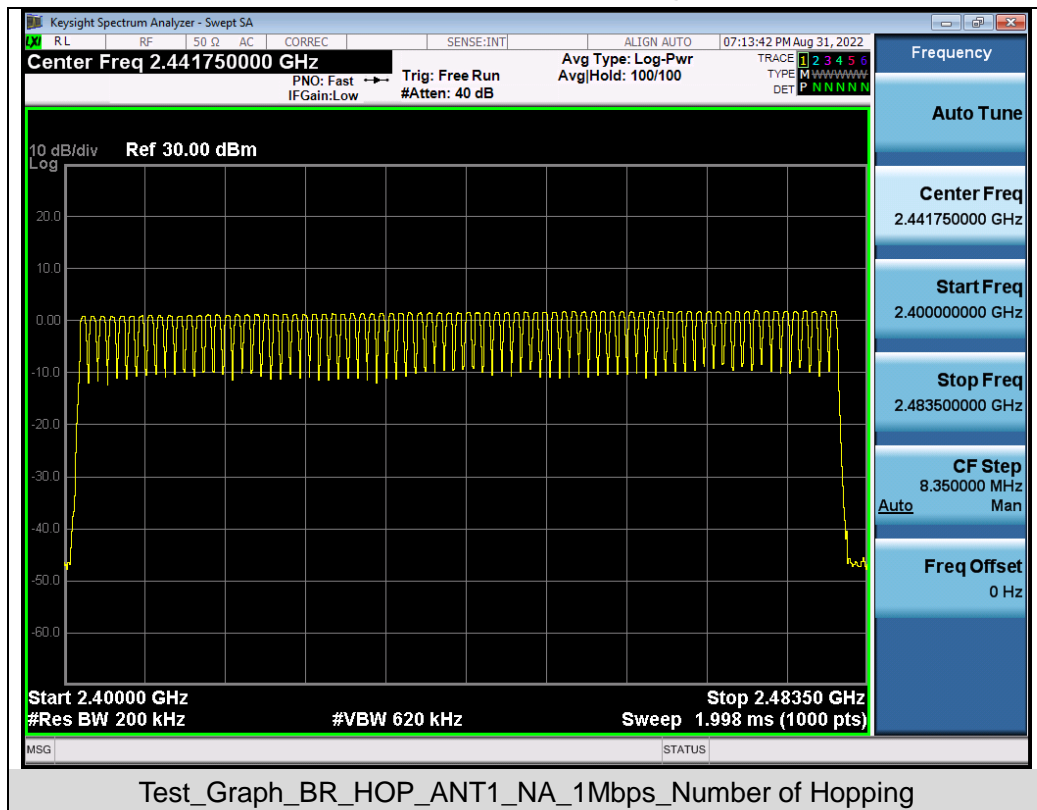 Keysight Spectrum Analyzer - Swept SA
LXI RL RF 50 Ω AC CORREC SENSE:INT ALIGN AUTO 07:13:42 PM Aug 31, 2022
Center Freq 2.441750000 GHz
PNO: Fast
IFGain:Low
Trig: Free Run
#Atten: 40 dB
Avg Type: Log-Pwr
Avg|Hold: 100/100
TRACE 1 2 3 4 5 6
TYPE M WWWWW
DET P N N N N N
10 dB/div Ref 30.00 dBm
Log
20.0
10.0
0.00
-10.0
-20.0
-30.0
-40.0
-50.0
-60.0
Start 2.40000 GHz Stop 2.48350 GHz
#Res BW 200 kHz #VBW 620 kHz Sweep 1.998 ms (1000 pts)
MSG STATUS
Frequency
Auto Tune
Center Freq
2.441750000 GHz
Start Freq
2.400000000 GHz
Stop Freq
2.483500000 GHz
CF Step
8.350000 MHz
Auto Man
Freq Offset
0 Hz
Test_Graph_BR_HOP_ANT1_NA_1Mbps_Number of Hopping